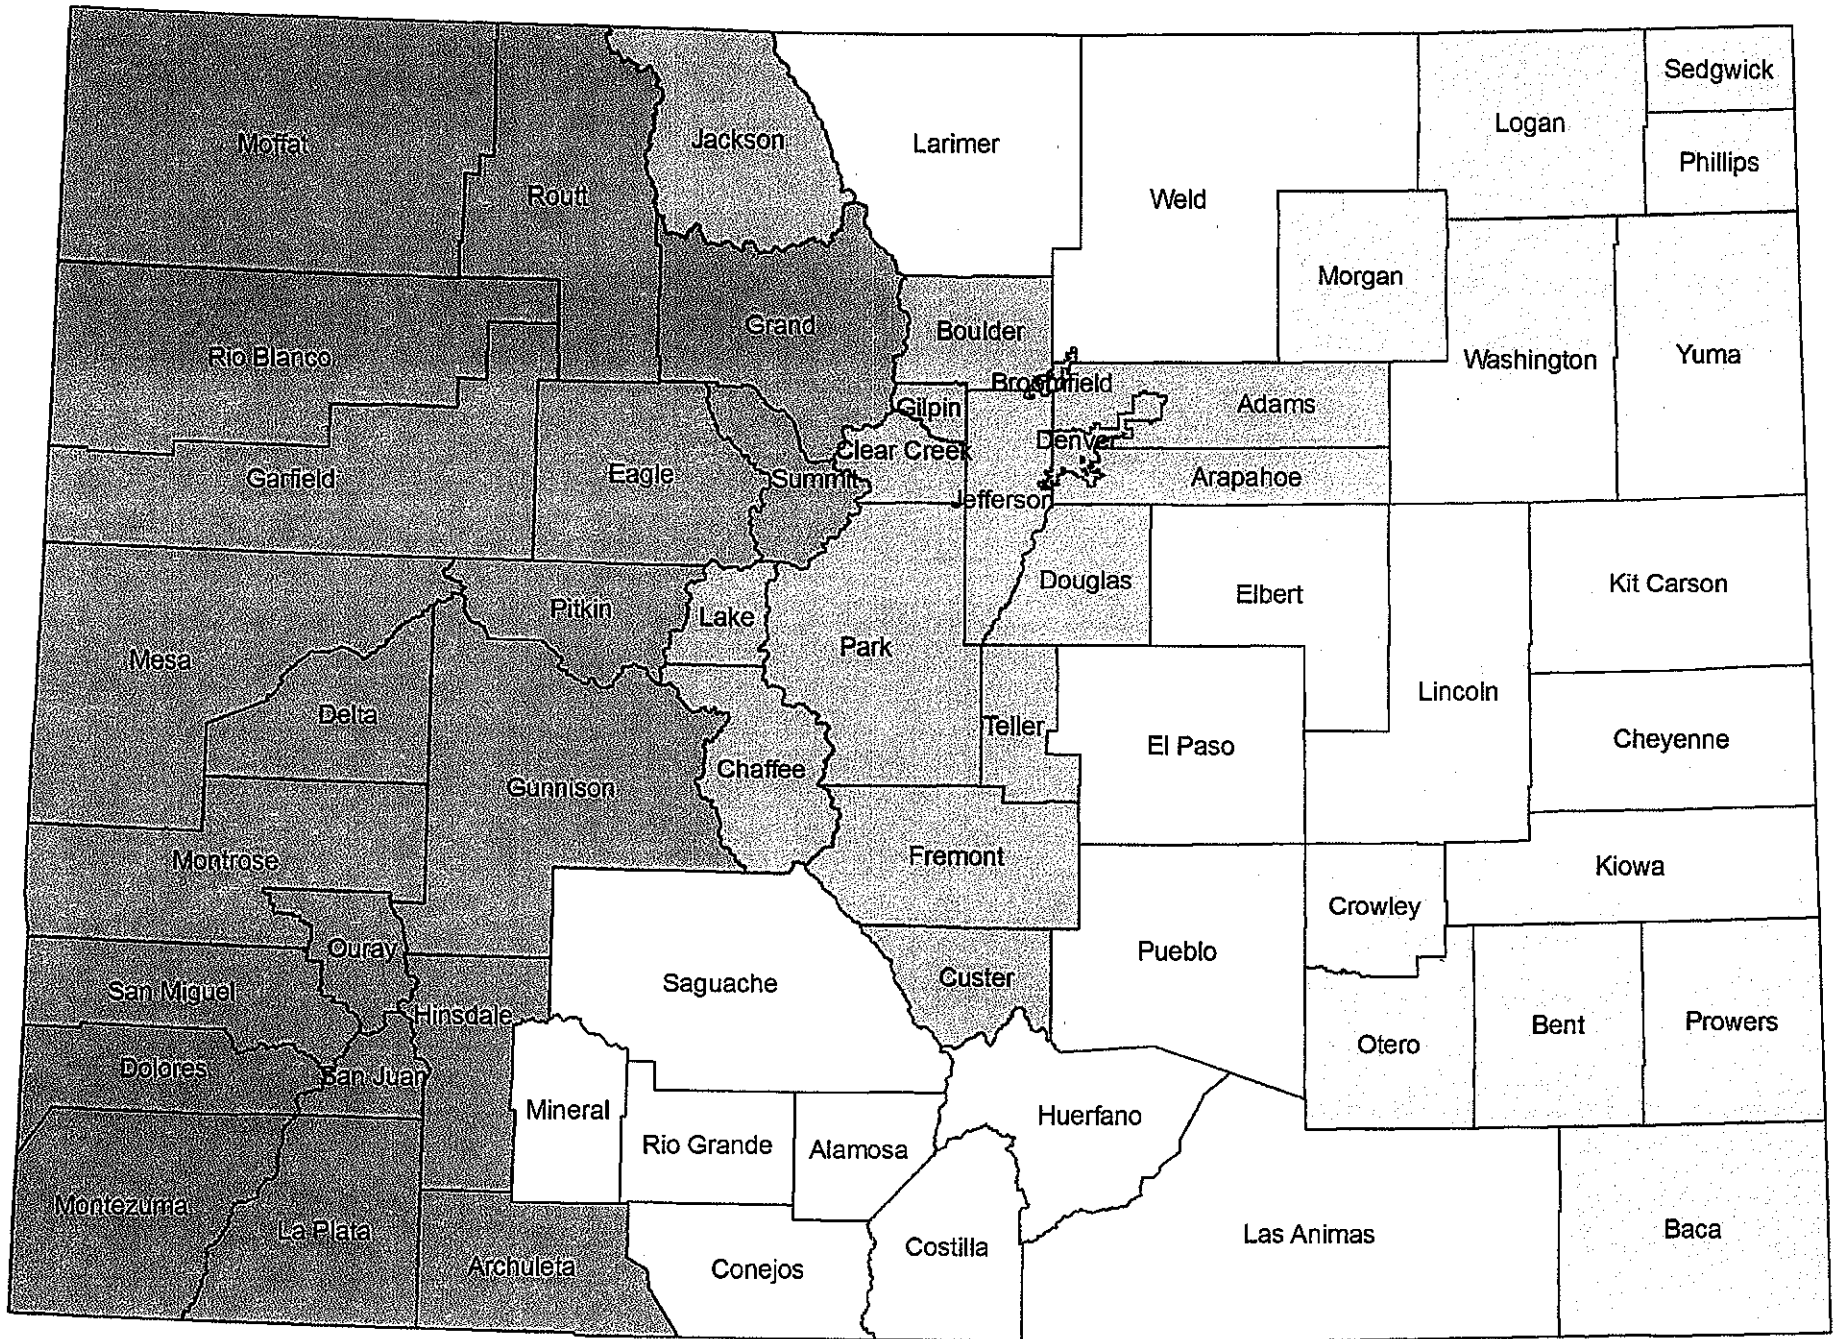 Sedgwick
Logan
Moffat
Jackson
Larimer
Phillips
Routt
Weld
Morgan
Grand
Boulder
Rio Blanco
Washington
Yuma
Broomfield
Gilpin
Adams
Denver
Clear Creek
Garfield
Eagle
Summit
Arapahoe
Jefferson
Douglas
Elbert
Kit Carson
Pitkin
Lake
Park
Mesa
Lincoln
Delta
Teller
El Paso
Cheyenne
Chaffee
Gunnison
Montrose
Fremont
Kiowa
Crowley
Ouray
Pueblo
Custer
Saguache
San Miguel
Hinsdale
Bent
Prowers
Otero
Dolores
San Juan
Mineral
Huerfano
Rio Grande
Alamosa
Montezuma
La Plata
Las Animas
Baca
Costilla
Archuleta
Conejos